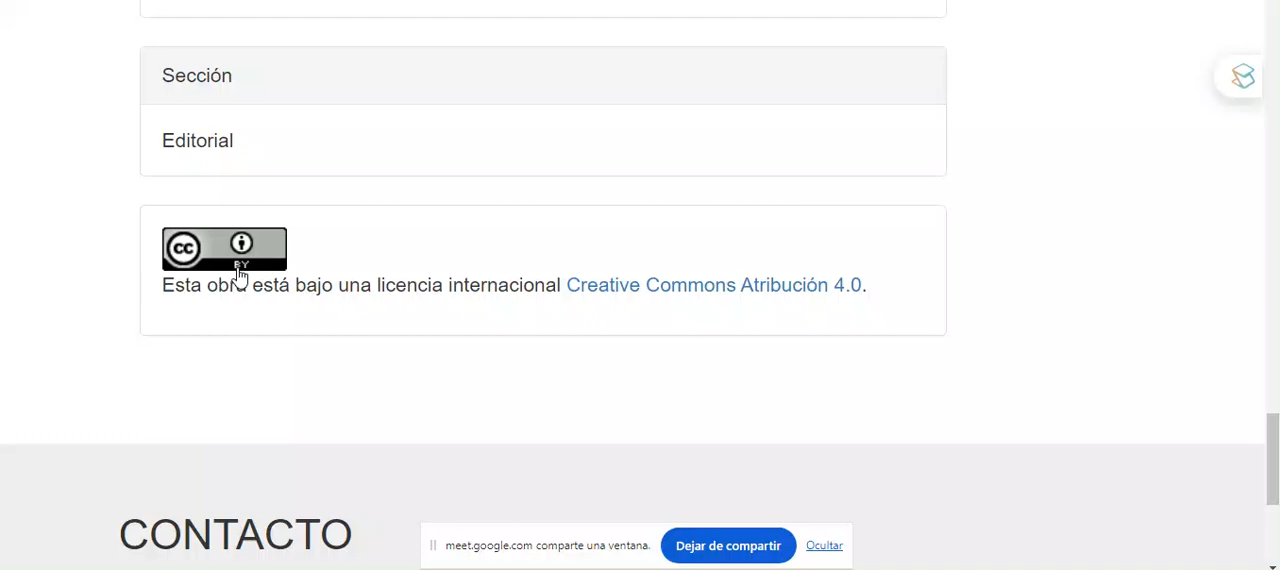 Sección
Editorial
CC BY
Esta obra está bajo una licencia internacional Creative Commons Atribución 4.0.
CONTACTO
meet.google.com comparte una ventana. Dejar de compartir Ocultar